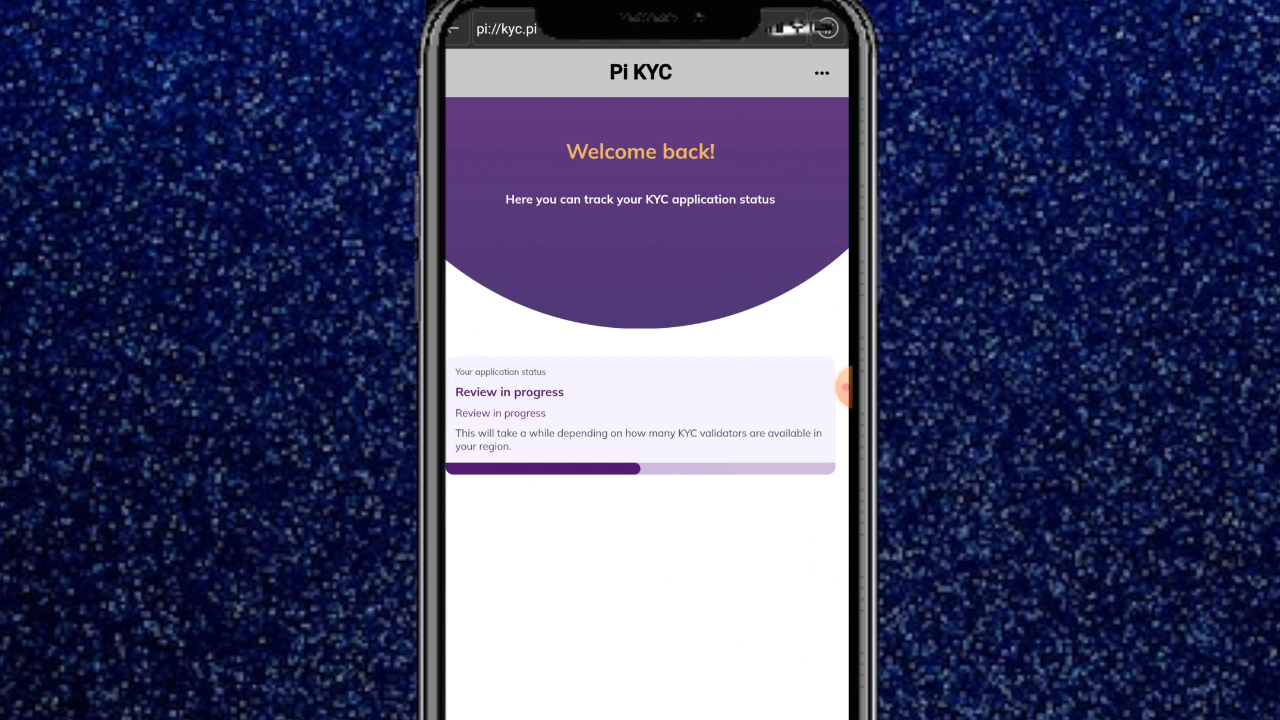 pi://kyc.pi
Pi KYC
Welcome back!
Here you can track your KYC application status
Your application status
Review in progress
Review in progress
This will take a while depending on how many KYC validators are available in
your region.